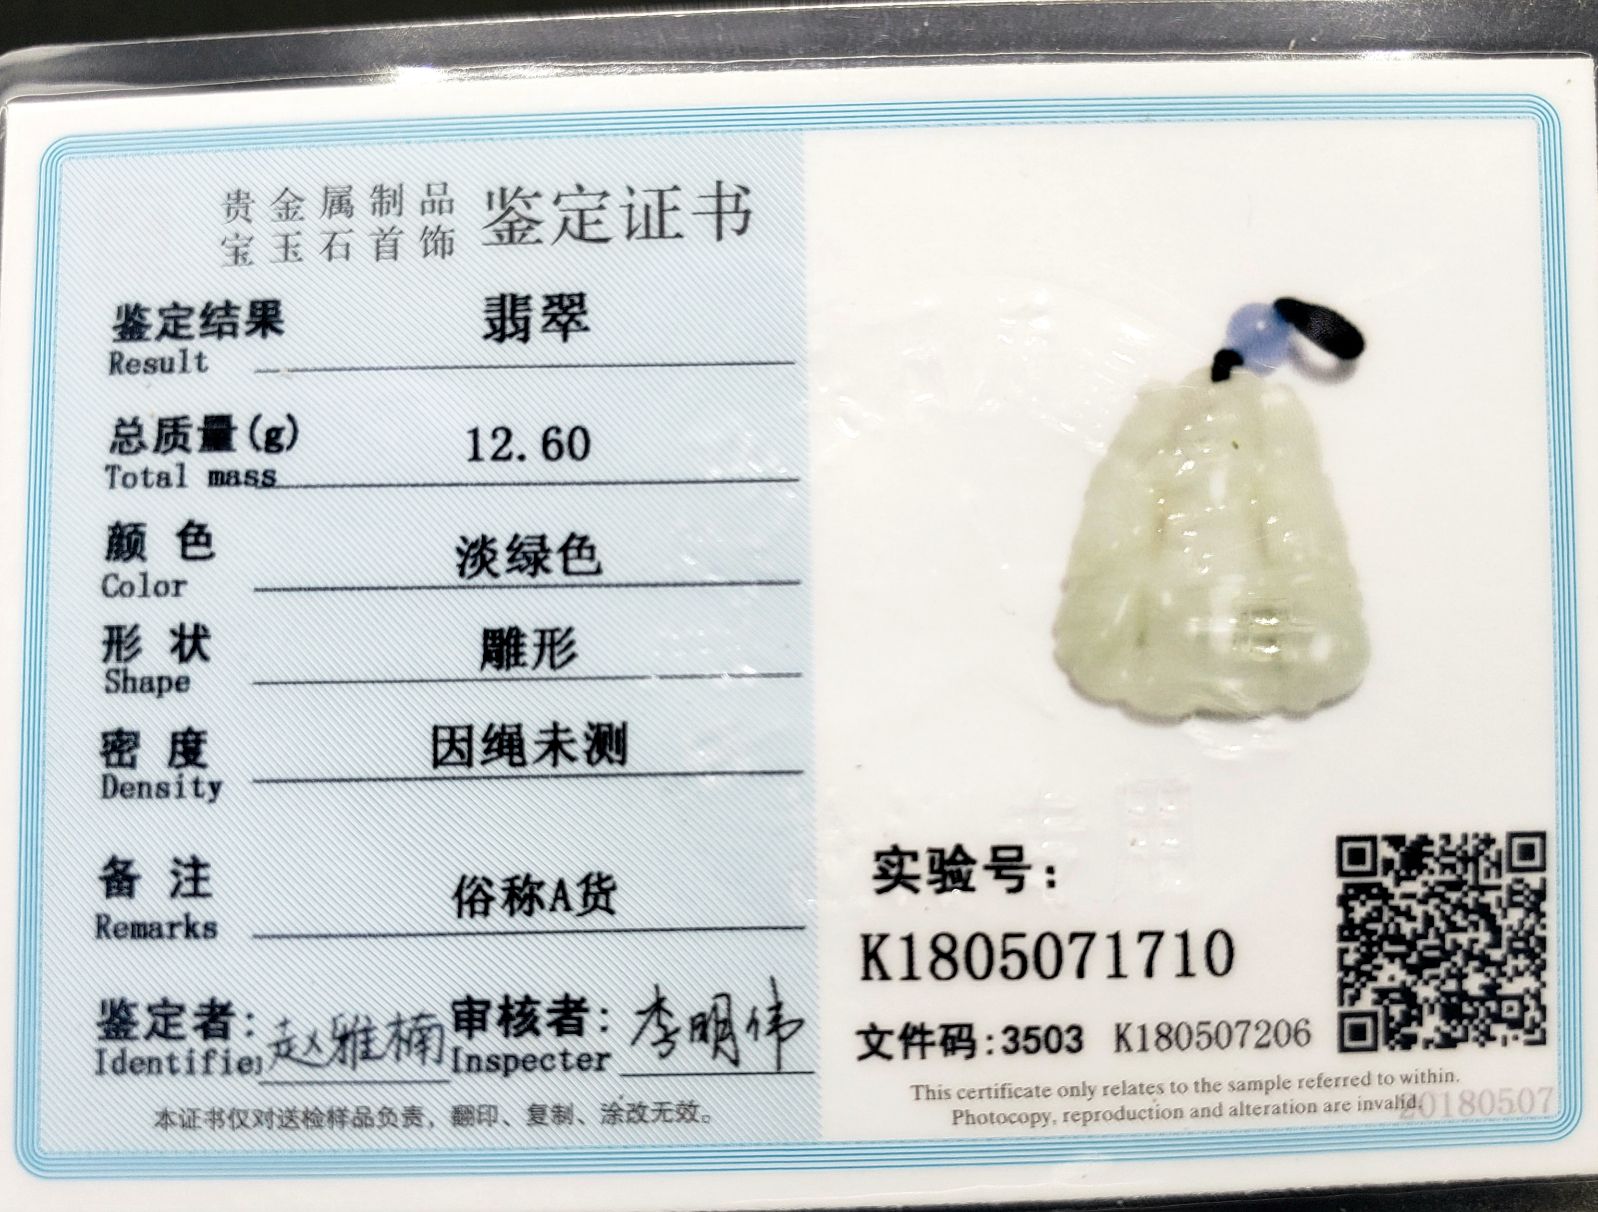 贵金属制品
宝玉石首饰
鉴定证书
鉴定结果 翡翠
Result
总质量(g) 12.60
Total mass
颜色 淡绿色
Color
形状 雕形
Shape
密度 因绳未测
Density
备注 俗称A货
Remarks
鉴定者: 赵雅楠 审核者: 李明伟
Identifier Inspecter
本证书仅对送检样品负责，翻印、复制、涂改无效。
实验号:
K1805071710
文件码:3503 K180507206
This certificate only relates to the sample referred to within.
Photocopy, reproduction and alteration are invalid.
20180507